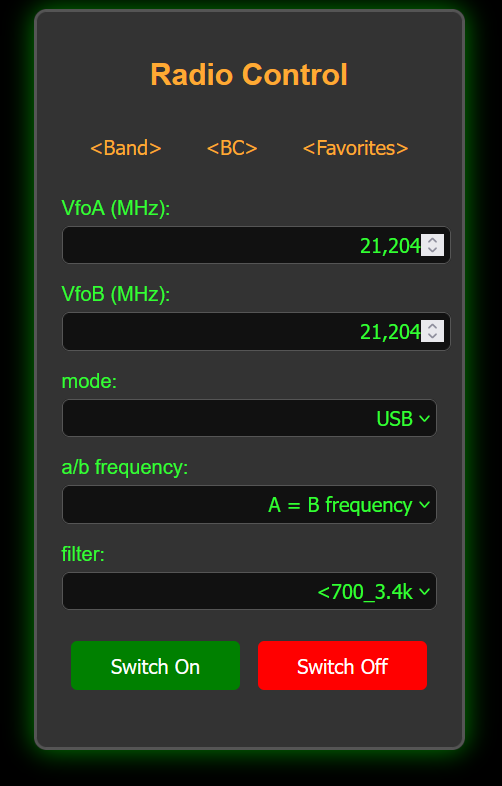 Radio Control
<Band> <BC> <Favorites>
VfoA (MHz):
21,204
VfoB (MHz):
21,204
mode:
USB
a/b frequency:
A = B frequency
filter:
<700_3.4k
Switch On Switch Off